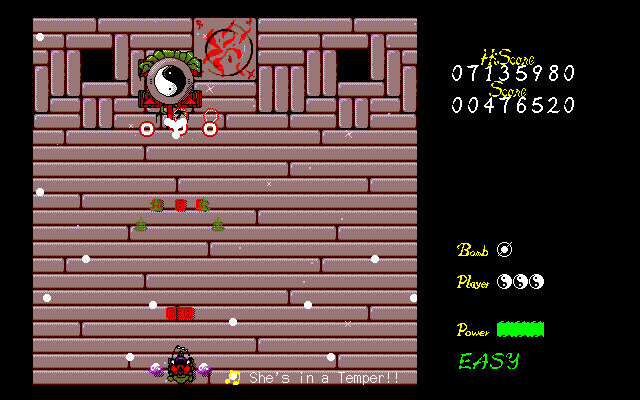 HiScore
07135980
Score
00476520
Bomb
Player
Power
EASY
She's in a Temper!!